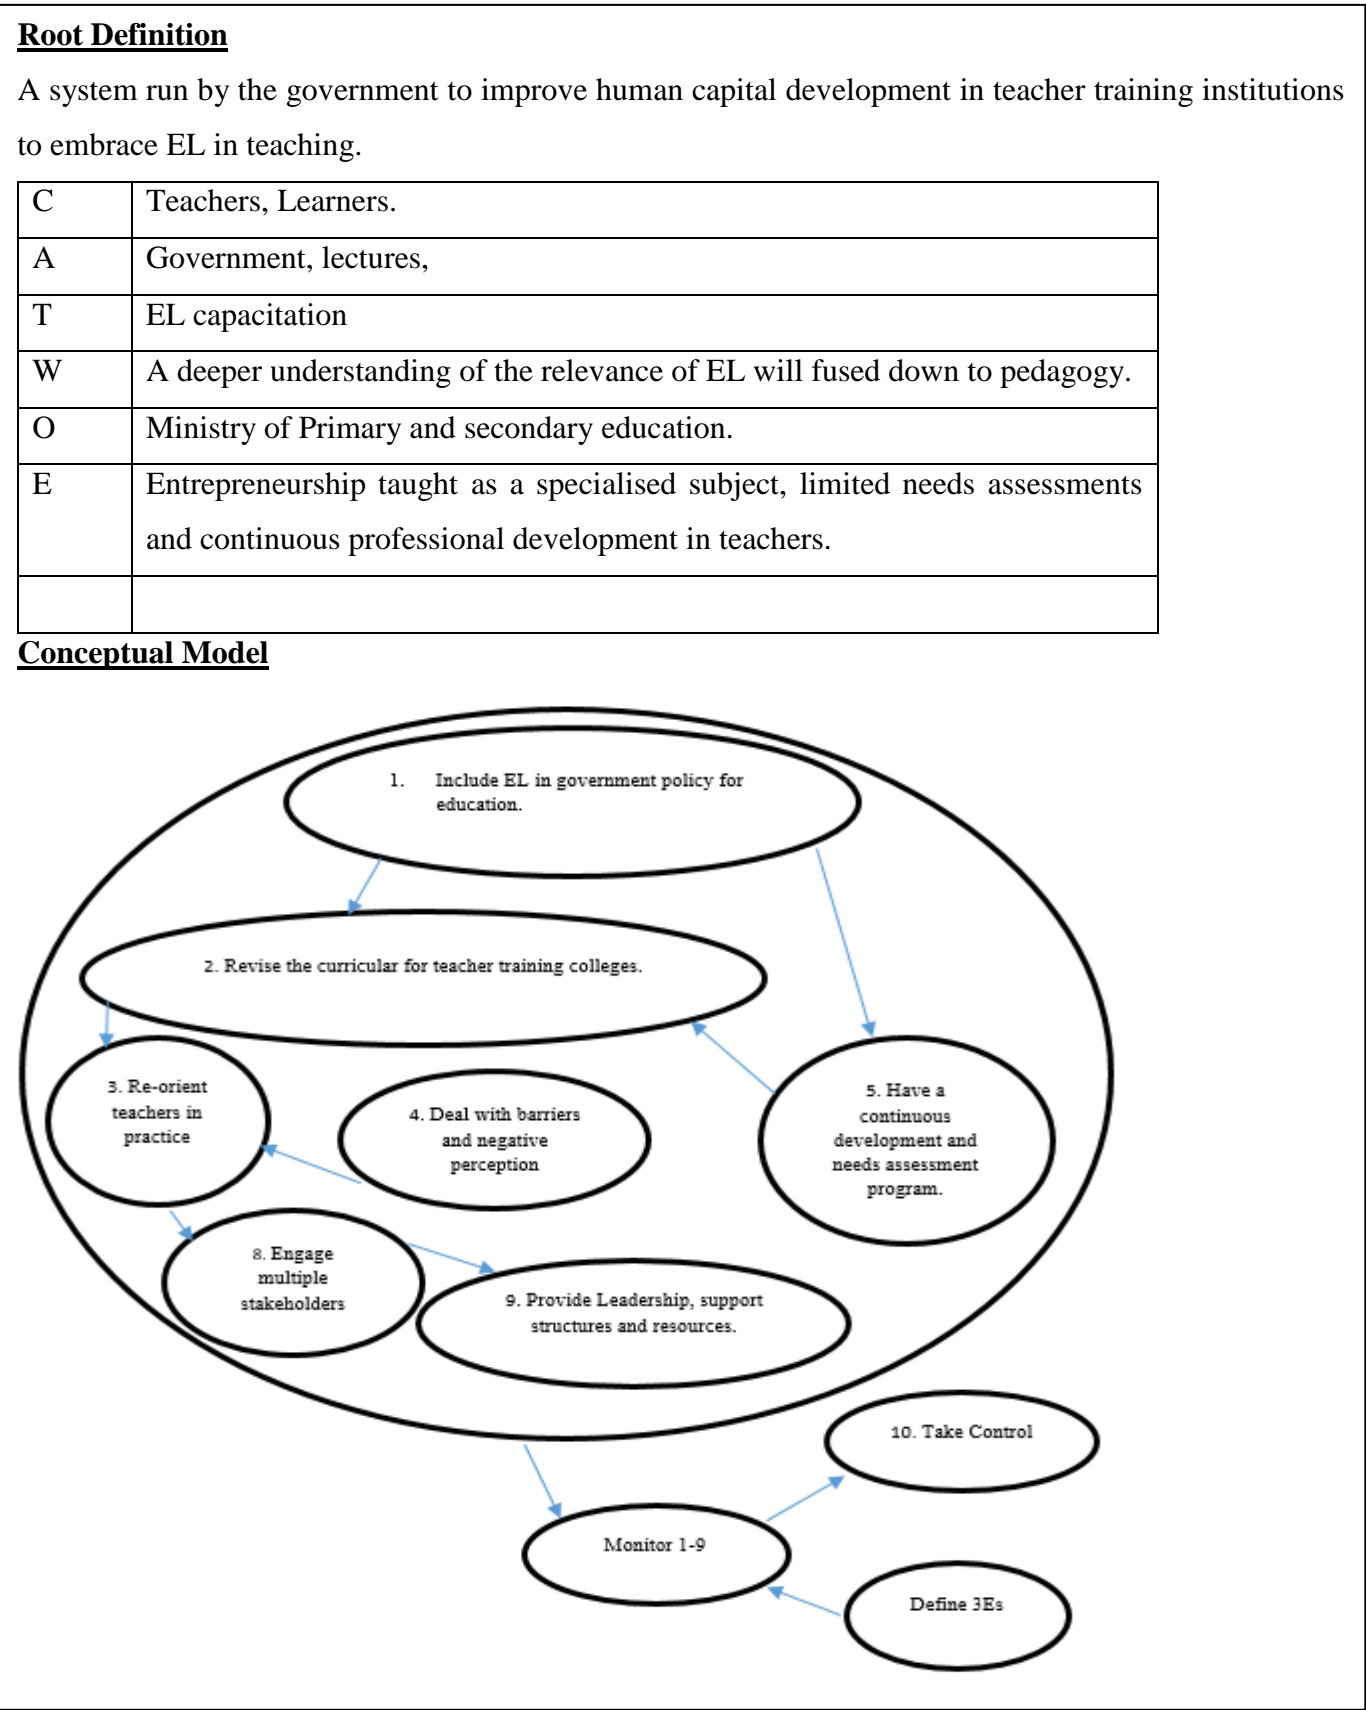 Root Definition
A system run by the government to improve human capital development in teacher training institutions
to embrace EL in teaching.
C Teachers, Learners.
A Government, lectures,
T EL capacitation
W A deeper understanding of the relevance of EL will fused down to pedagogy.
O Ministry of Primary and secondary education.
E Entrepreneurship taught as a specialised subject, limited needs assessments
and continuous professional development in teachers.
Conceptual Model
1. Include EL in government policy for
education.
2. Revise the curricular for teacher training colleges.
3. Re-orient
teachers in
practice
4. Deal with barriers
and negative
perception
5. Have a
continuous
development and
needs assessment
program.
8. Engage
multiple
stakeholders
9. Provide Leadership, support
structures and resources.
10. Take Control
Monitor 1-9
Define 3Es